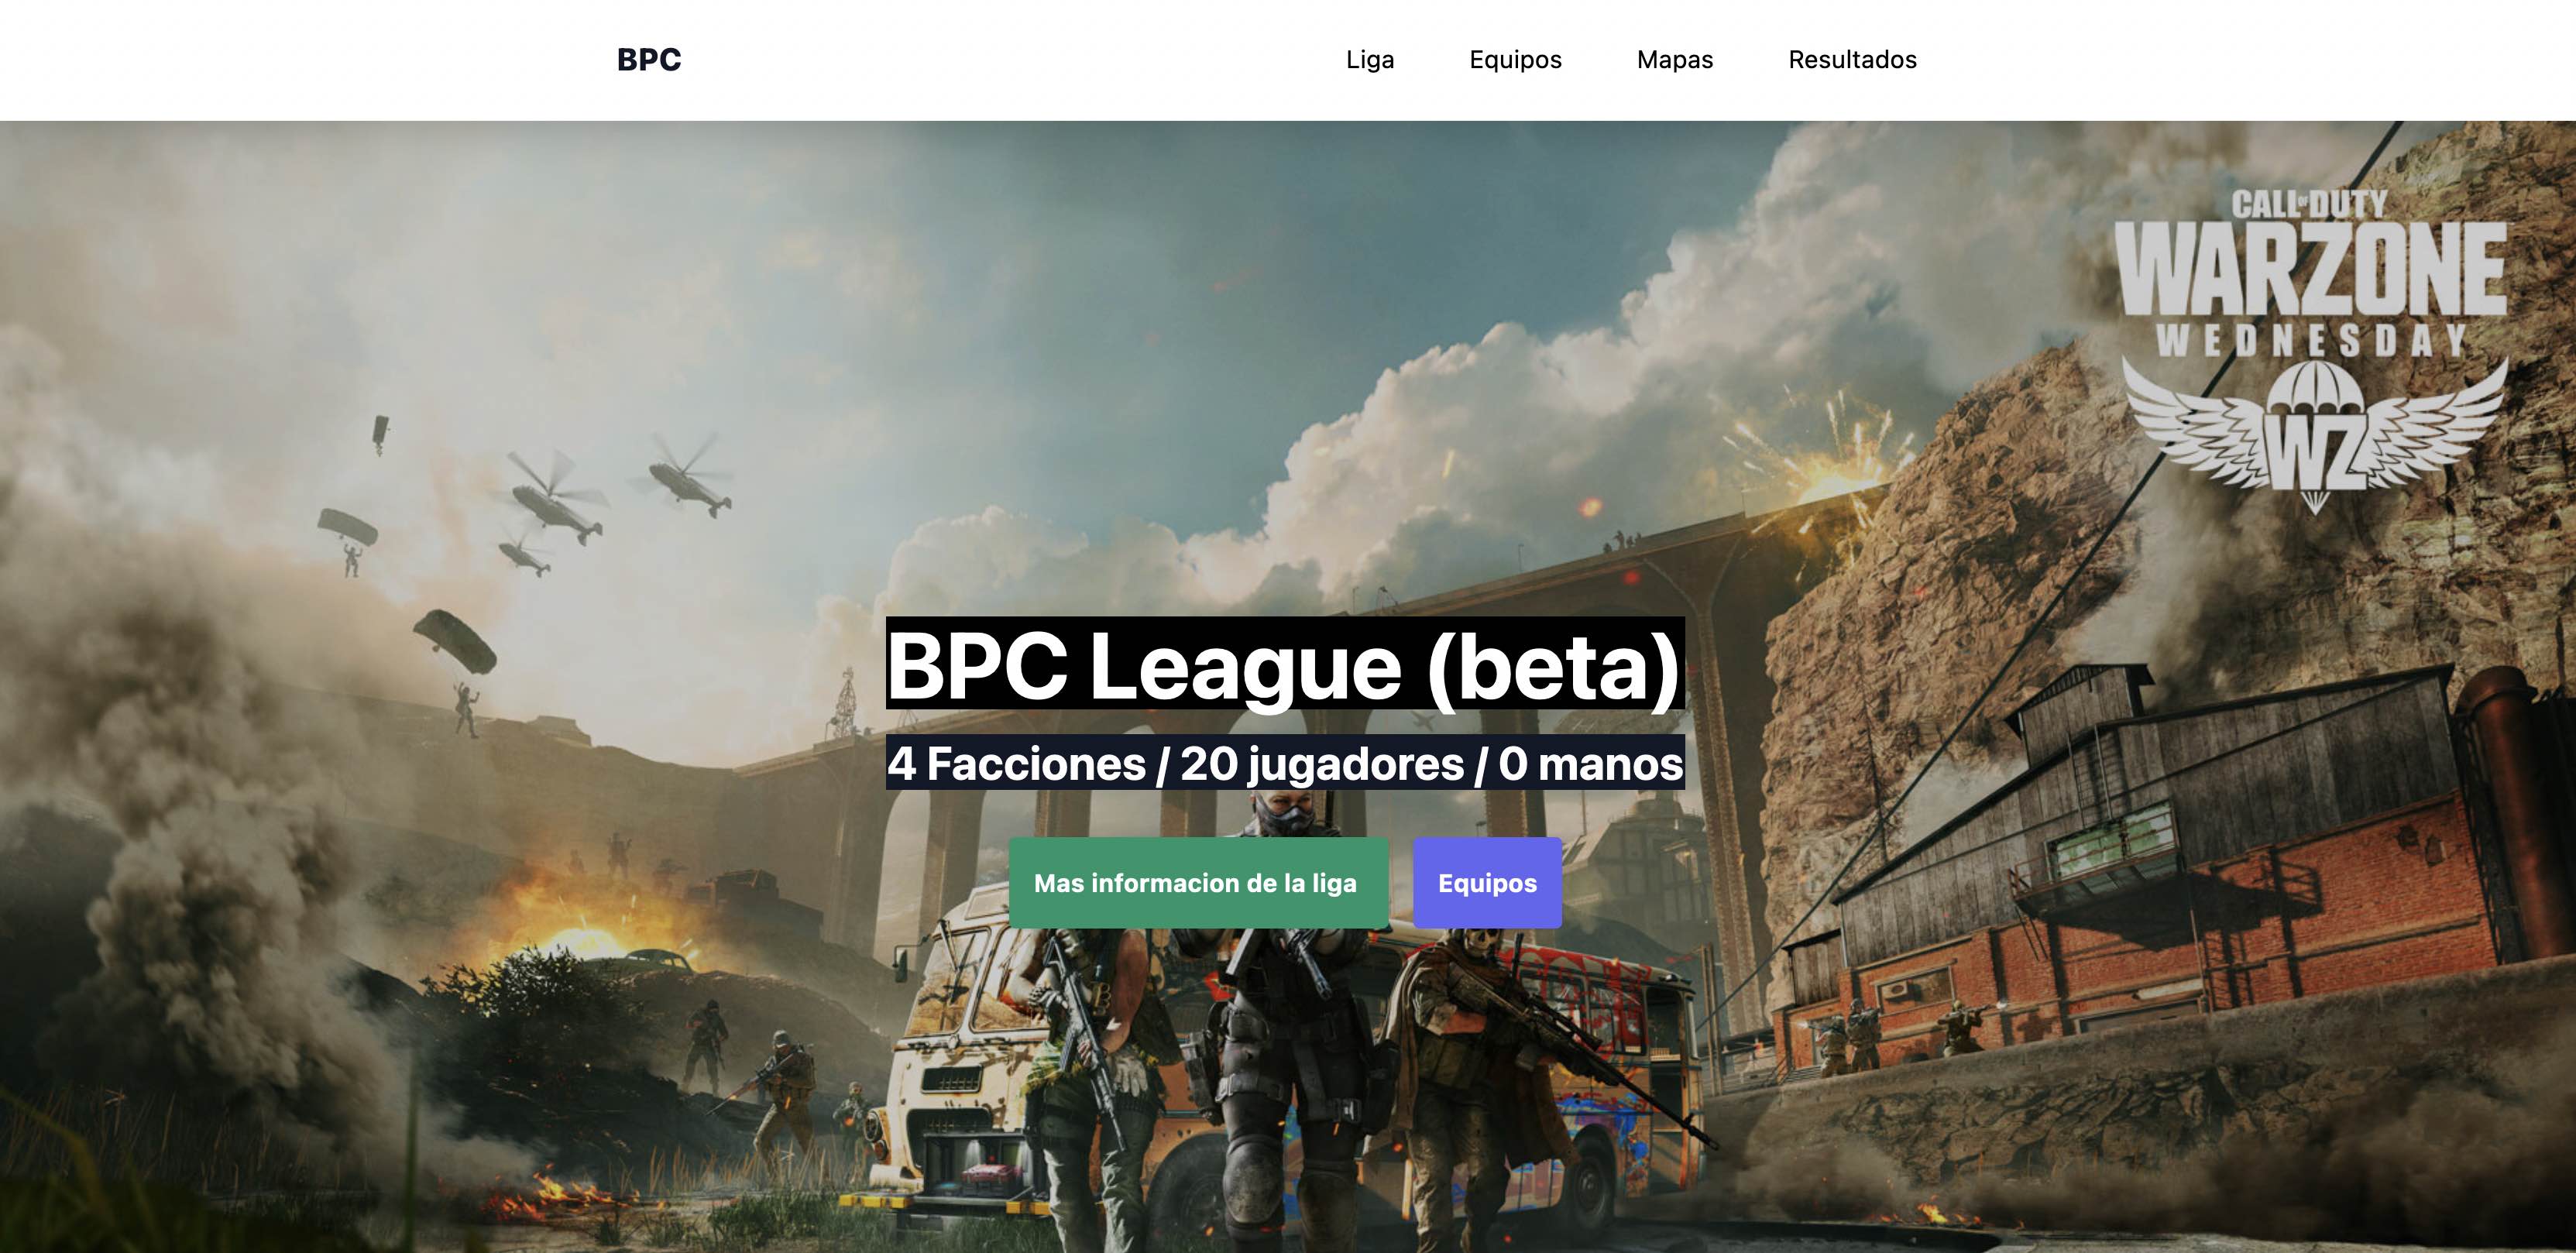 BPC
Liga Equipos Mapas Resultados
CALL OF DUTY
WARZONE
WEDNESDAY
WZ
BPC League (beta)
4 Facciones / 20 jugadores / 0 manos
Mas informacion de la liga
Equipos